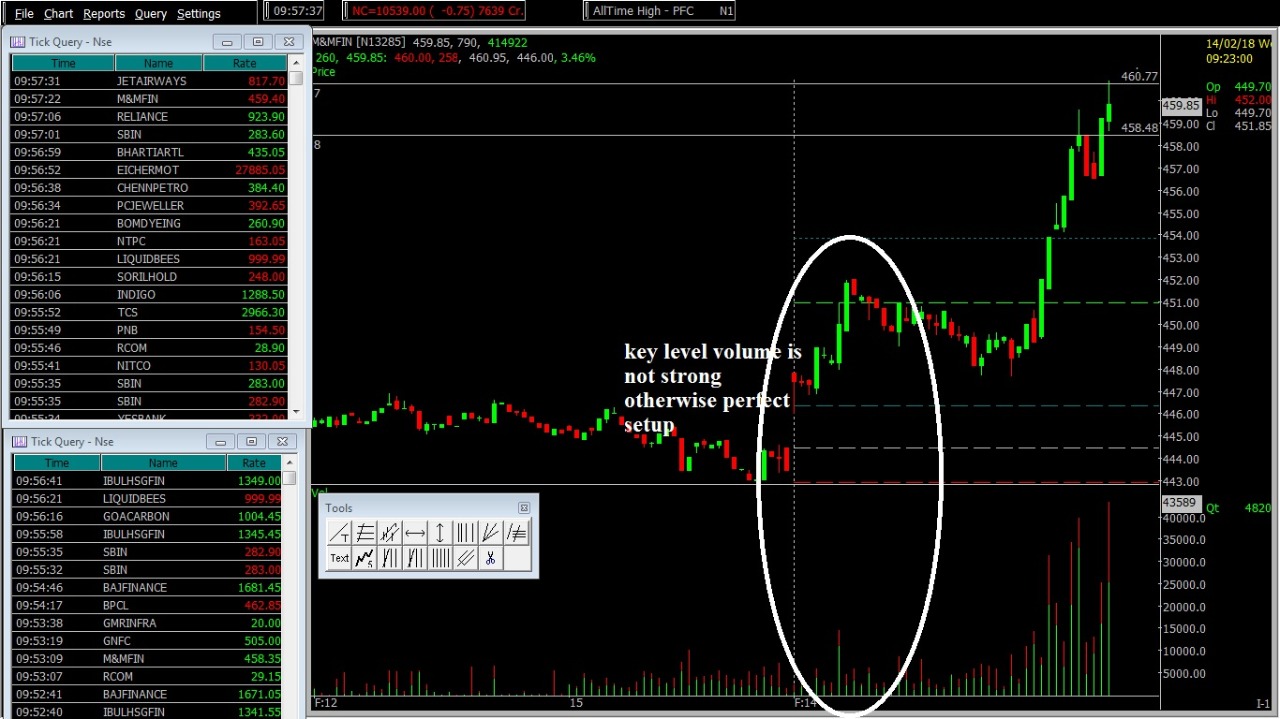 File Chart Reports Query Settings
09:57:37
NC=10539.00 ( -0.75) 7639 Cr.
AllTime High - PFC N1
Tick Query - Nse
Time Name Rate
09:57:31 JETAIRWAYS 817.70
09:57:22 M&MFIN 459.40
09:57:06 RELIANCE 923.90
09:57:01 SBIN 283.60
09:56:59 BHARTIARTL 435.05
09:56:52 EICHERMOT 27885.05
09:56:38 CHENNPETRO 384.40
09:56:34 PCJEWELLER 392.65
09:56:21 BOMDYEING 260.90
09:56:21 NTPC 163.05
09:56:21 LIQUIDBEES 999.99
09:56:15 SORILHOLD 248.00
09:56:06 INDIGO 1288.50
09:55:52 TCS 2966.30
09:55:49 PNB 154.50
09:55:46 RCOM 28.90
09:55:41 NITCO 130.05
09:55:35 SBIN 283.00
09:55:35 SBIN 282.90
09:55:34 YESBANK
Tick Query - Nse
Time Name Rate
09:56:41 IBULHSGFIN 1349.00
09:56:21 LIQUIDBEES 999.99
09:56:16 GOACARBON 1004.45
09:55:58 IBULHSGFIN 1345.45
09:55:35 SBIN 282.90
09:55:32 SBIN 283.00
09:54:46 BAJFINANCE 1681.45
09:54:17 BPCL 462.85
09:53:38 GMRINFRA 20.00
09:53:19 GNFC 505.00
09:53:09 M&MFIN 458.35
09:53:07 RCOM 29.15
09:52:41 BAJFINANCE 1671.05
09:52:40 IBULHSGFIN 1341.55
M&MFIN [N13285] 459.85, 790, 414922
260, 459.85: 460.00, 258, 460.95, 446.00, 3.46%
Price
7
8
460.77
458.48
key level volume is
not strong
otherwise perfect
setup
459.85
459.00
458.00
457.00
456.00
455.00
454.00
453.00
452.00
451.00
450.00
449.00
448.00
447.00
446.00
445.00
444.00
443.00
14/02/18 We
09:23:00
Op 449.70
Hi 452.00
Lo 449.70
Cl 451.85
Vol
Tools
T
Text
43589
40000.0
35000.0
30000.0
25000.0
20000.0
15000.0
10000.0
5000.00
Qt 4820
F:12 15 F:14
I-1